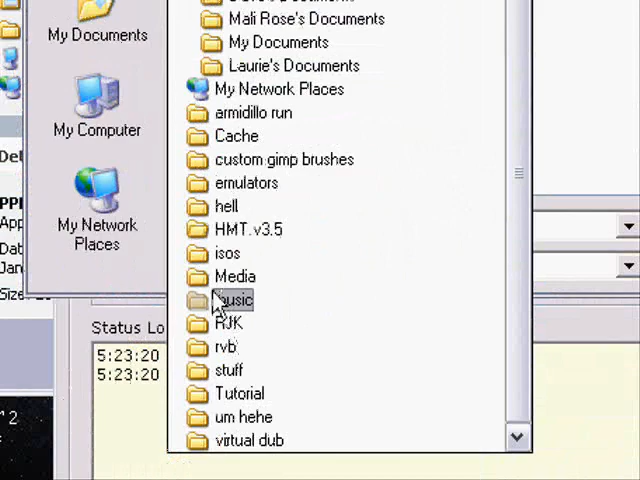 Mali Rose's Documents
My Documents
Laurie's Documents
My Network Places
armidillo run
Cache
custom gimp brushes
emulators
hell
HMT.v3.5
isos
Media
RJK
rvb
stuff
Tutorial
um hehe
virtual dub
My Documents
My Computer
My Network
Places
Status Lo
5:23:20
5:23:20